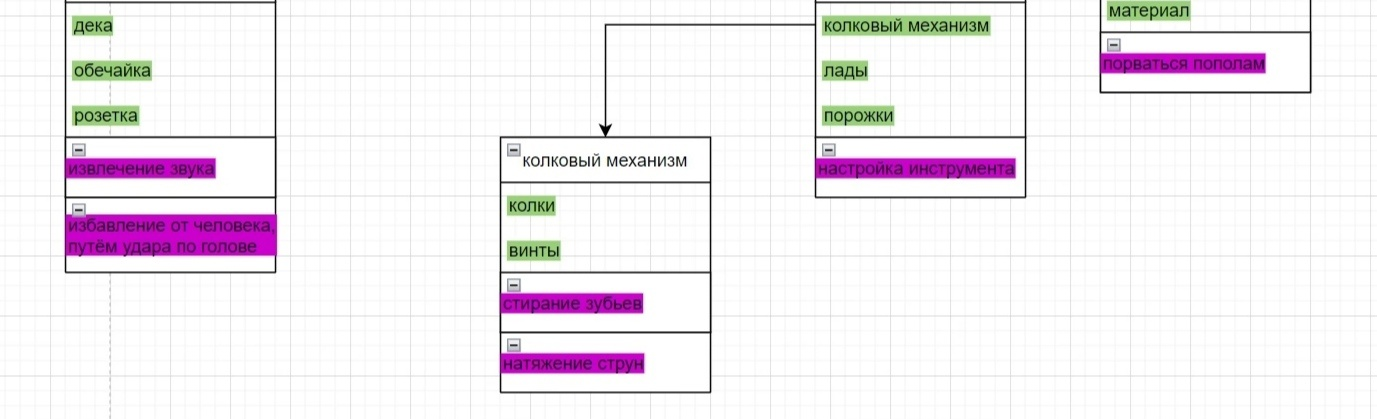 дека
обечайка
розетка
извлечение звука
избавление от человека,
путём удара по голове
колковый механизм
колки
винты
стирание зубьев
натяжение струн
колковый механизм
лады
порожки
настройка инструмента
материал
порваться пополам